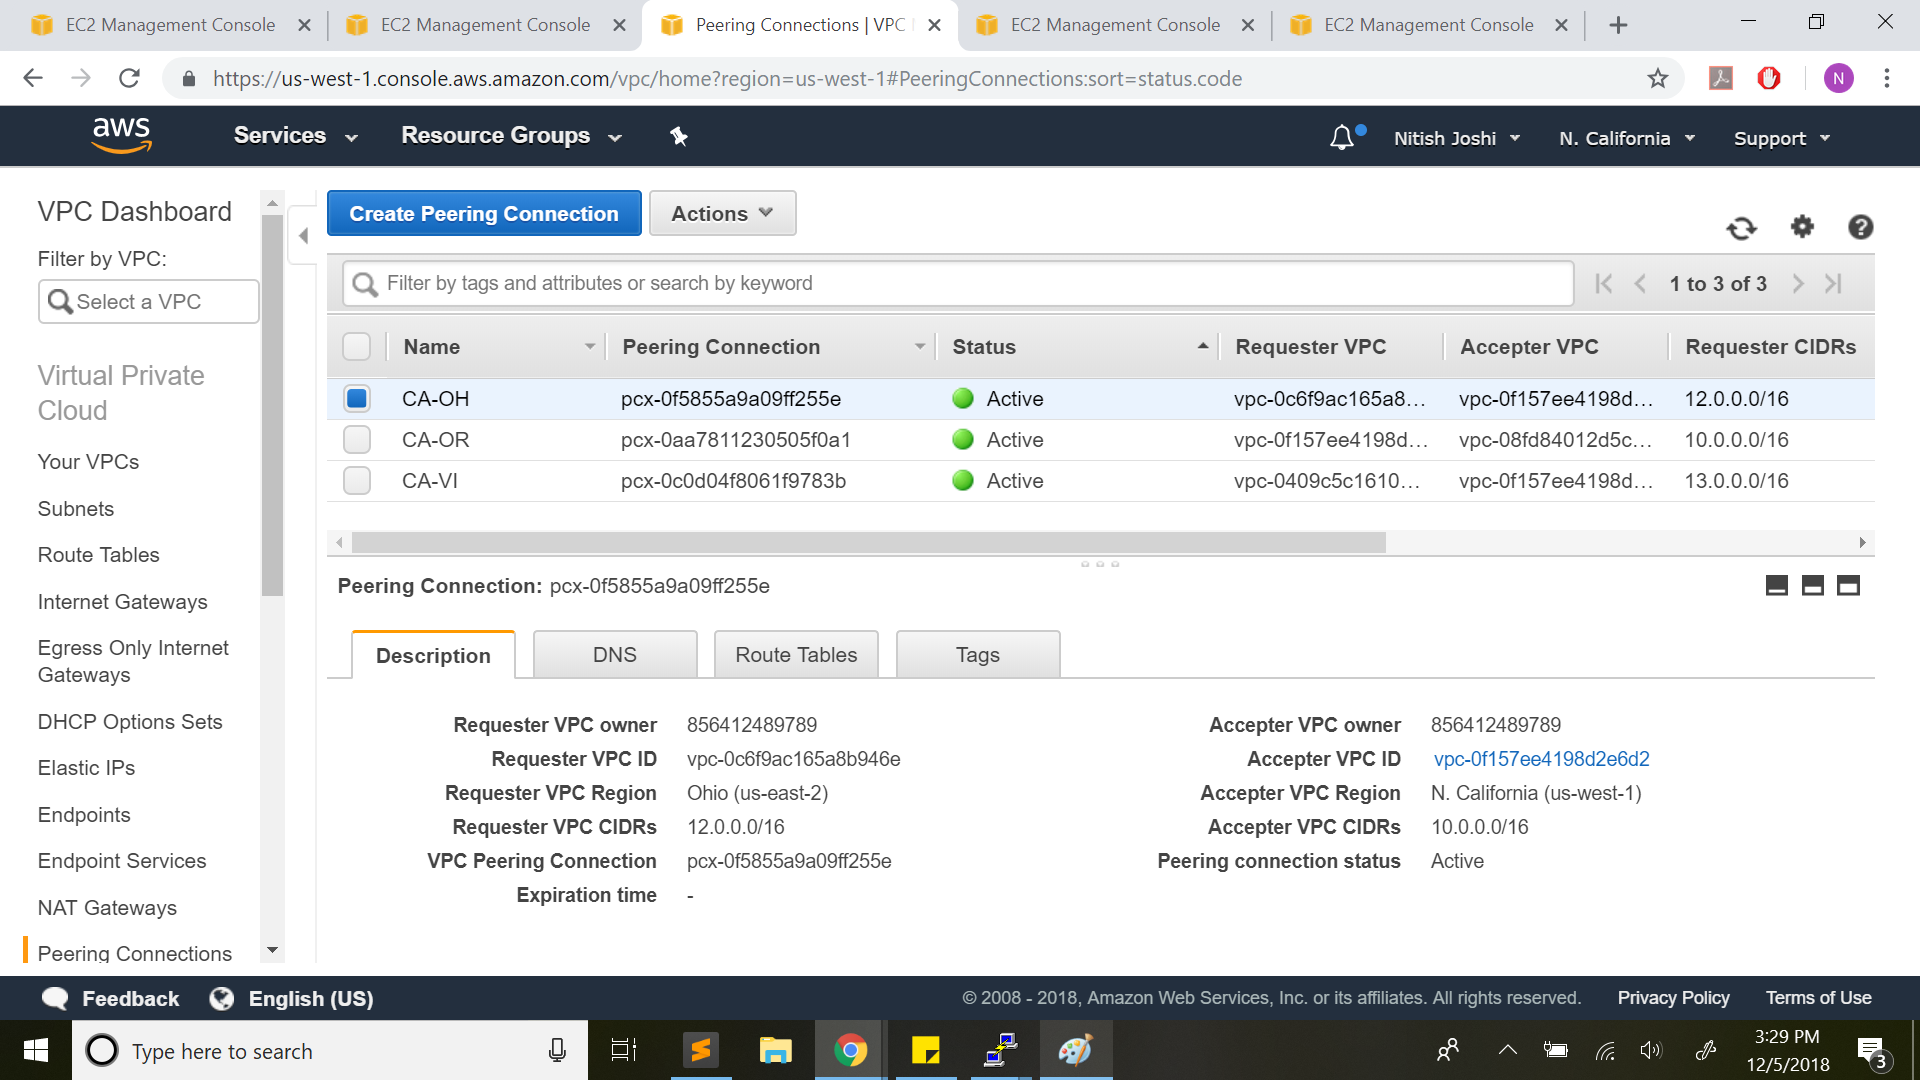 EC2 Management Console
EC2 Management Console
Peering Connections | VPC
EC2 Management Console
EC2 Management Console
https://us-west-1.console.aws.amazon.com/vpc/home?region=us-west-1#PeeringConnections:sort=status.code
N
aws
Services
Resource Groups
Nitish Joshi
N. California
Support
VPC Dashboard
Filter by VPC:
Select a VPC
Virtual Private
Cloud
Your VPCs
Subnets
Route Tables
Internet Gateways
Egress Only Internet
Gateways
DHCP Options Sets
Elastic IPs
Endpoints
Endpoint Services
NAT Gateways
Peering Connections
Create Peering Connection
Actions
Filter by tags and attributes or search by keyword
1 to 3 of 3
Name Peering Connection Status Requester VPC Accepter VPC Requester CIDRs
CA-OH pcx-0f5855a9a09ff255e Active vpc-0c6f9ac165a8... vpc-0f157ee4198d... 12.0.0.0/16
CA-OR pcx-0aa7811230505f0a1 Active vpc-0f157ee4198d... vpc-08fd84012d5c... 10.0.0.0/16
CA-VI pcx-0c0d04f8061f9783b Active vpc-0409c5c1610... vpc-0f157ee4198d... 13.0.0.0/16
Peering Connection: pcx-0f5855a9a09ff255e
Description
DNS
Route Tables
Tags
Requester VPC owner 856412489789
Requester VPC ID vpc-0c6f9ac165a8b946e
Requester VPC Region Ohio (us-east-2)
Requester VPC CIDRs 12.0.0.0/16
VPC Peering Connection pcx-0f5855a9a09ff255e
Expiration time -
Accepter VPC owner 856412489789
Accepter VPC ID vpc-0f157ee4198d2e6d2
Accepter VPC Region N. California (us-west-1)
Accepter VPC CIDRs 10.0.0.0/16
Peering connection status Active
Feedback
English (US)
© 2008 - 2018, Amazon Web Services, Inc. or its affiliates. All rights reserved.
Privacy Policy
Terms of Use
Type here to search
3:29 PM
12/5/2018
3